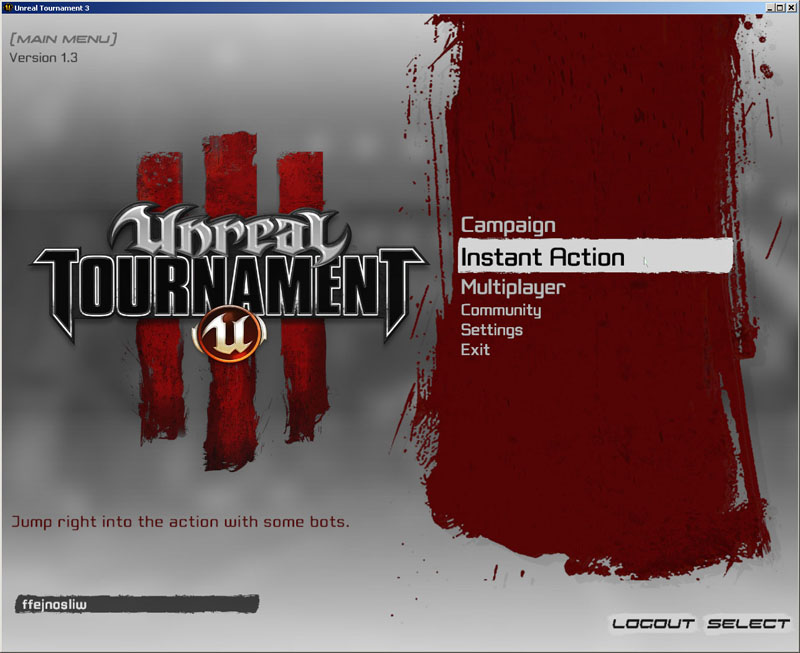 Unreal Tournament 3
[MAIN MENU]
Version 1.3
Unreal
TOURNAMENT
U
Campaign
Instant Action
Multiplayer
Community
Settings
Exit
Jump right into the action with some bots.
ffejnosliw
LOGOUT SELECT